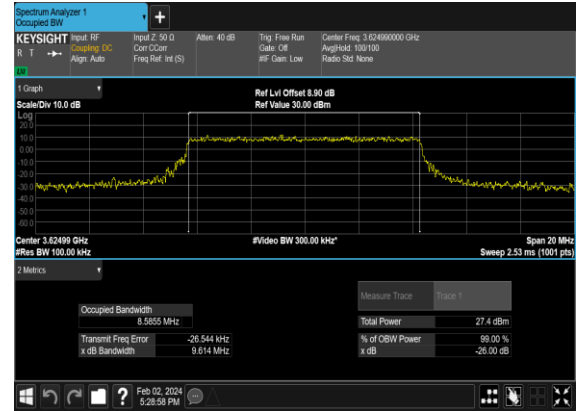 Spectrum Analyzer 1
Occupied BW
KEYSIGHT Input: RF Input Z: 50 Ω Atten: 40 dB Trig: Free Run Center Freq: 3.624990000 GHz
R T Coupling: DC Corr CCorr Gate: Off Avg|Hold: 100/100
Align: Auto Freq Ref: Int (S) #IF Gain: Low Radio Std: None
LV
1 Graph
Ref Lvl Offset 8.90 dB
Scale/Div 10.0 dB Ref Value 30.00 dBm
Log
20.0
10.0
0.00
-10.0
-20.0
-30.0
-40.0
-50.0
-60.0
Center 3.62499 GHz #Video BW 300.00 kHz* Span 20 MHz
#Res BW 100.00 kHz Sweep 2.53 ms (1001 pts)
2 Metrics
Measure Trace Trace 1
Occupied Bandwidth
8.5855 MHz Total Power 27.4 dBm
Transmit Freq Error -26.544 kHz % of OBW Power 99.00 %
x dB Bandwidth 9.614 MHz x dB -26.00 dB
Feb 02, 2024
5:28:58 PM